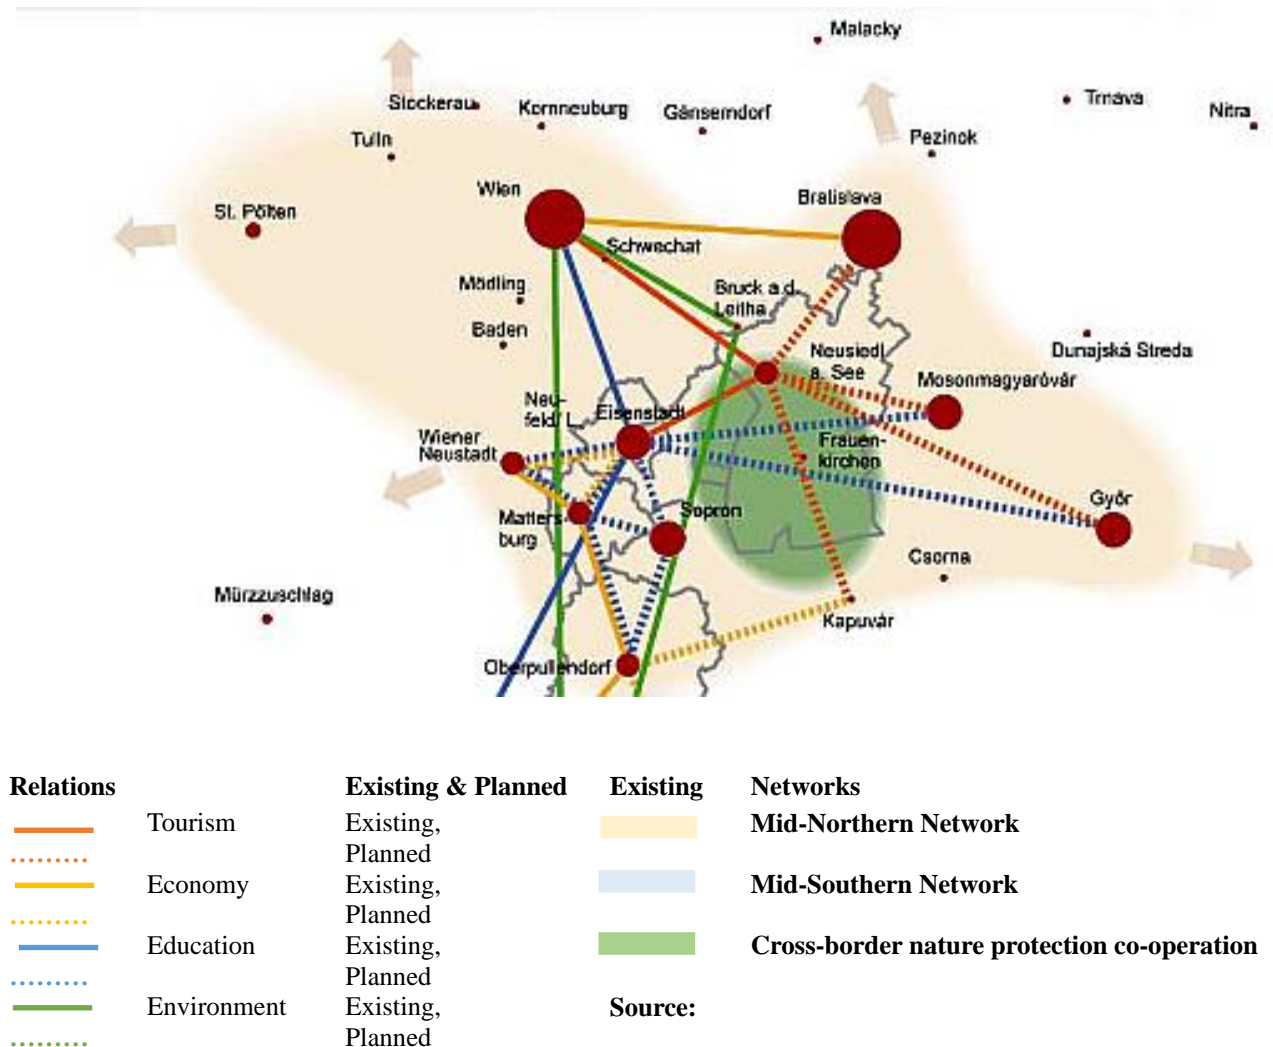 Malacky
Trnava
Nitra
Stockerau
Korneuburg
Gänserndorf
Tulln
Pezinok
Wien
Bratislava
St. Pölten
Schwechat
Mödling
Bruck a.d.
Leitha
Baden
Neusiedl
a. See
Dunajská Streda
Mosonmagyaróvár
Neu-
feld/ L.
Eisenstadt
Wiener
Neustadt
Frauen-
kirchen
Győr
Matters-
burg
Sopron
Csorna
Mürzzuschlag
Kapuvár
Oberpullendorf
Relations Existing & Planned Existing Networks
Tourism Existing, Mid-Northern Network
Planned
Economy Existing, Mid-Southern Network
Planned
Education Existing, Cross-border nature protection co-operation
Planned
Environment Existing, Source:
Planned